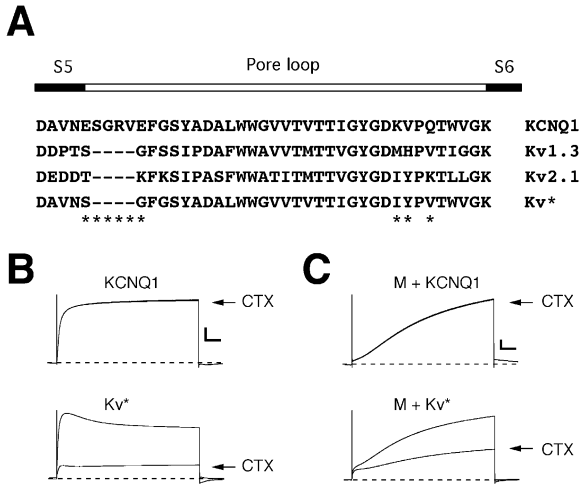 A
S5 Pore loop S6
DAVNESGRVEFGSYADALWWGVVTVTTIGYGDKVPQTWVGK KCNQ1
DDPTS----GFSSIPDAFWWAVVTMTTVGYGDMHPVTIGGK Kv1.3
DEDDT----KFKSIPASFWWATITMTTVGYGDIYPKTLLGK Kv2.1
DAVNS----GFGSYADALWWGVVTVTTIGYGDIYPVTWVGK Kv*
****** ** *
B
KCNQ1
CTX
Kv*
CTX
C
M + KCNQ1
CTX
M + Kv*
CTX